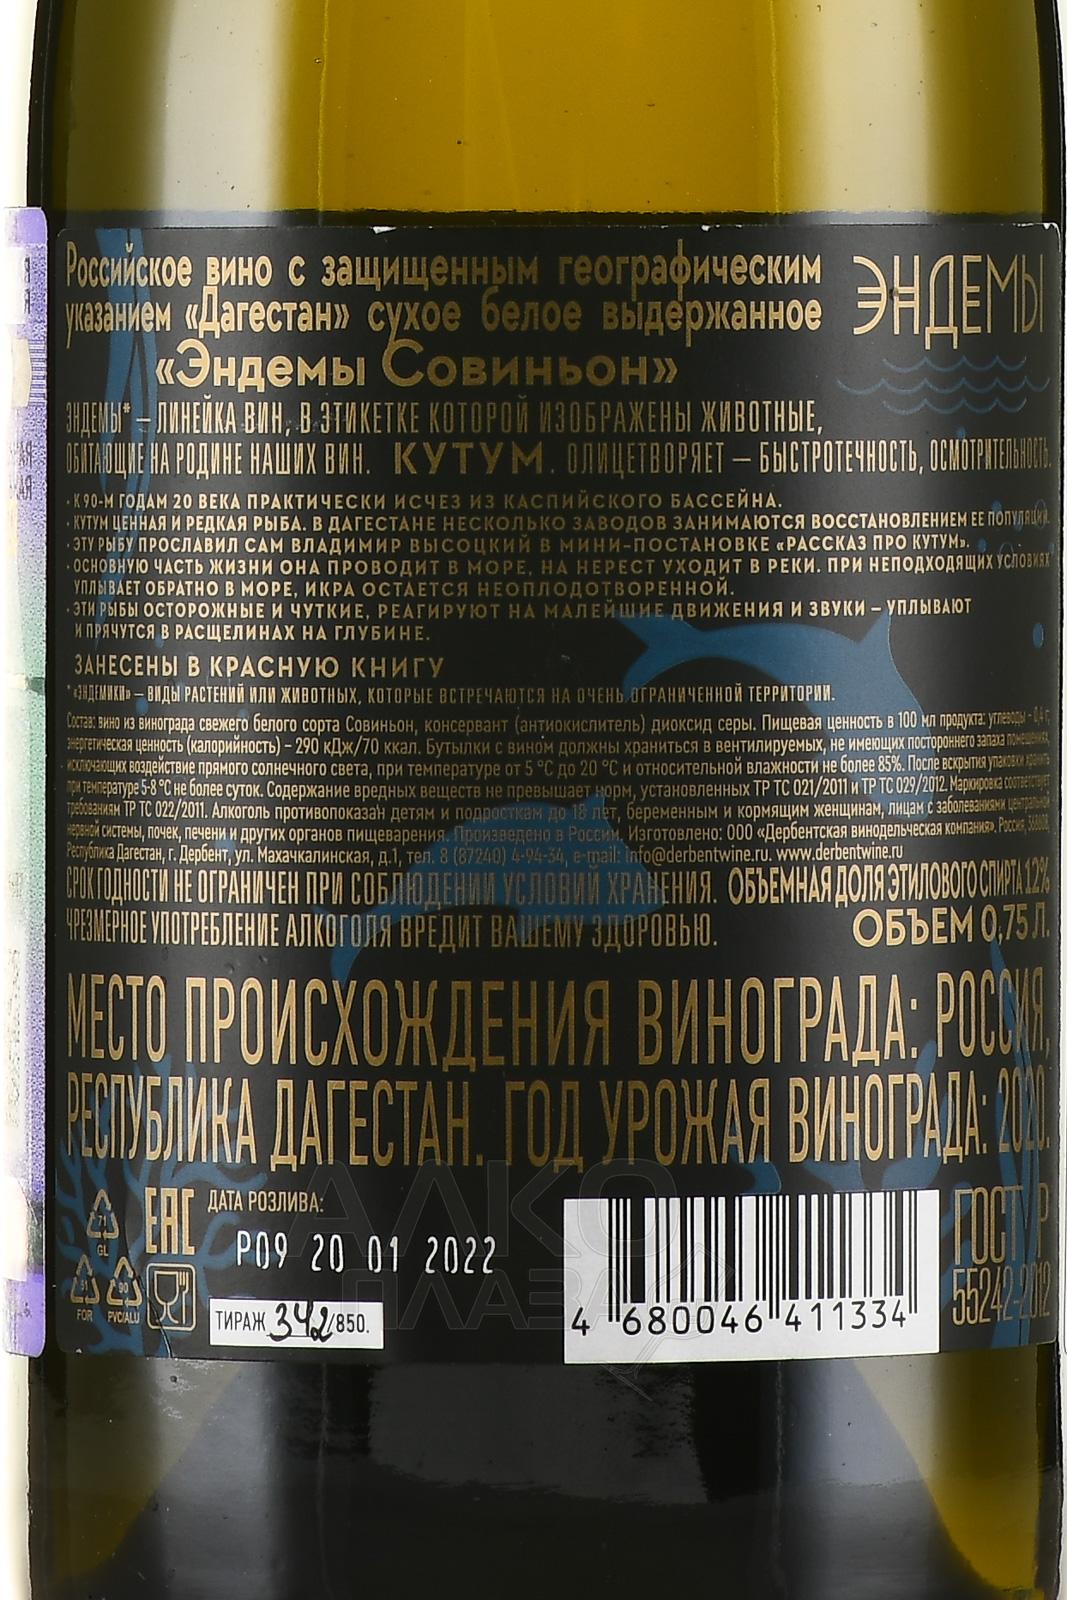 Российское вино с защищенным географическим
указанием «Дагестан» сухое белое выдержанное
«Эндемы Совиньон»
ЭНДЕМЫ
ЭНДЕМЫ* – ЛИНЕЙКА ВИН, В ЭТИКЕТКЕ КОТОРОЙ ИЗОБРАЖЕНЫ ЖИВОТНЫЕ,
ОБИТАЮЩИЕ НА РОДИНЕ НАШИХ ВИН. КУТУМ. ОЛИЦЕТВОРЯЕТ – БЫСТРОТЕЧНОСТЬ, ОСМОТРИТЕЛЬНОСТЬ.
· К 90-М ГОДАМ 20 ВЕКА ПРАКТИЧЕСКИ ИСЧЕЗ ИЗ КАСПИЙСКОГО БАССЕЙНА.
· КУТУМ ЦЕННАЯ И РЕДКАЯ РЫБА. В ДАГЕСТАНЕ НЕСКОЛЬКО ЗАВОДОВ ЗАНИМАЮТСЯ ВОССТАНОВЛЕНИЕМ ЕЕ ПОПУЛЯЦИИ.
· ЭТУ РЫБУ ПРОСЛАВИЛ САМ ВЛАДИМИР ВЫСОЦКИЙ В МИНИ-ПОСТАНОВКЕ «РАССКАЗ ПРО КУТУМ».
· ОСНОВНУЮ ЧАСТЬ ЖИЗНИ ОНА ПРОВОДИТ В МОРЕ, НА НЕРЕСТ УХОДИТ В РЕКИ. ПРИ НЕПОДХОДЯЩИХ УСЛОВИЯХ
УПЛЫВАЕТ ОБРАТНО В МОРЕ, ИКРА ОСТАЕТСЯ НЕОПЛОДОТВОРЕННОЙ.
· ЭТИ РЫБЫ ОСТОРОЖНЫЕ И ЧУТКИЕ, РЕАГИРУЮТ НА МАЛЕЙШИЕ ДВИЖЕНИЯ И ЗВУКИ – УПЛЫВАЮТ
И ПРЯЧУТСЯ В РАСЩЕЛИНАХ НА ГЛУБИНЕ.
ЗАНЕСЕНЫ В КРАСНУЮ КНИГУ
* «ЭНДЕМИКИ» – ВИДЫ РАСТЕНИЙ ИЛИ ЖИВОТНЫХ, КОТОРЫЕ ВСТРЕЧАЮТСЯ НА ОЧЕНЬ ОГРАНИЧЕННОЙ ТЕРРИТОРИИ.
Состав: вино из винограда свежего белого сорта Совиньон, консервант (антиокислитель) диоксид серы. Пищевая ценность в 100 мл продукта: углеводы – 0,4 г,
энергетическая ценность (калорийность) – 290 кДж/70 ккал. Бутылки с вином должны храниться в вентилируемых, не имеющих постороннего запаха помещениях,
исключающих воздействие прямого солнечного света, при температуре от 5 °С до 20 °С и относительной влажности не более 85%. После вскрытия упаковки хранить
при температуре 5-8 °С не более суток. Содержание вредных веществ не превышает норм, установленных ТР ТС 021/2011 и ТР ТС 029/2012. Маркировка соответствует
требованиям ТР ТС 022/2011. Алкоголь противопоказан детям и подросткам до 18 лет, беременным и кормящим женщинам, лицам с заболеваниями центральной
нервной системы, почек, печени и других органов пищеварения. Произведено в России. Изготовлено: ООО «Дербентская винодельческая компания». Россия, 368608,
Республика Дагестан, г. Дербент, ул. Махачкалинская, д.1, тел. 8 (87240) 4-94-34, e-mail: info@derbentwine.ru. www.derbentwine.ru
СРОК ГОДНОСТИ НЕ ОГРАНИЧЕН ПРИ СОБЛЮДЕНИИ УСЛОВИЙ ХРАНЕНИЯ. ОБЪЕМНАЯ ДОЛЯ ЭТИЛОВОГО СПИРТА 12%
ЧРЕЗМЕРНОЕ УПОТРЕБЛЕНИЕ АЛКОГОЛЯ ВРЕДИТ ВАШЕМУ ЗДОРОВЬЮ. ОБЪЕМ 0,75 Л.
МЕСТО ПРОИСХОЖДЕНИЯ ВИНОГРАДА: РОССИЯ,
РЕСПУБЛИКА ДАГЕСТАН. ГОД УРОЖАЯ ВИНОГРАДА: 2020.
71
GL
EAC
ДАТА РОЗЛИВА:
P09 20 01 2022
FOR
90
PVC/ALU
ТИРАЖ 342/850.
4 680046 411334
ГОСТ Р
55242-2012
АЛКО
ПЛАЗА